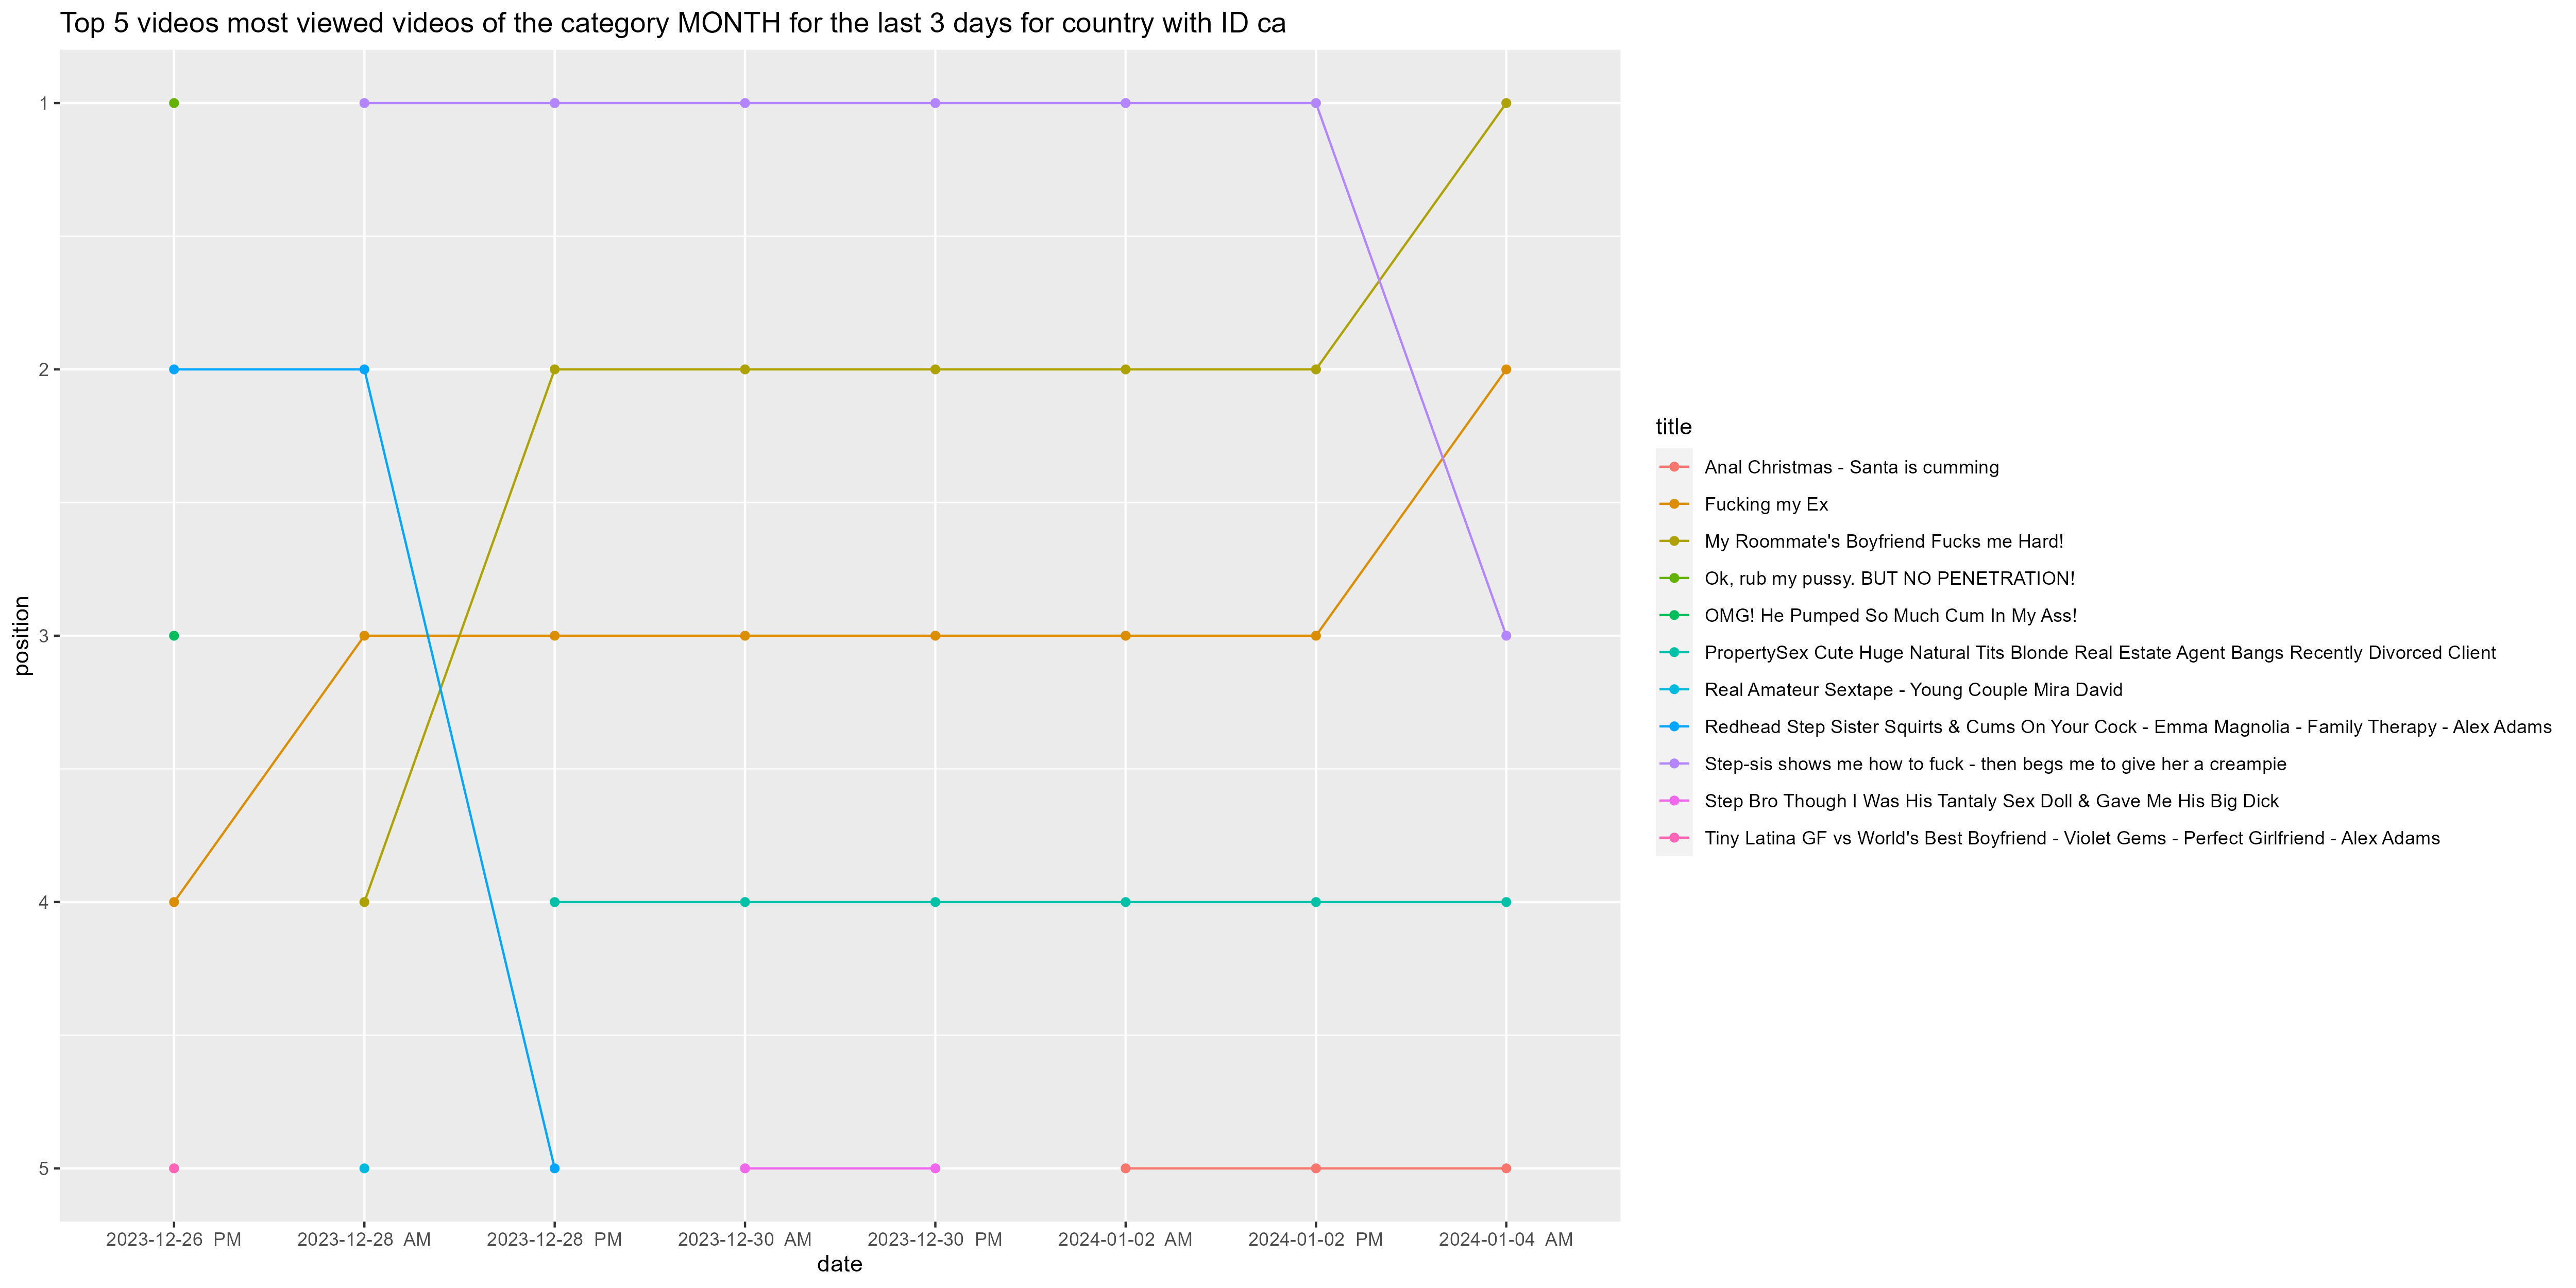 Top 5 videos most viewed videos of the category MONTH for the last 3 days for country with ID ca
position
1
2
3
4
5
2023-12-26 PM
2023-12-28 AM
2023-12-28 PM
2023-12-30 AM
2023-12-30 PM
2024-01-02 AM
2024-01-02 PM
2024-01-04 AM
date
title
Anal Christmas - Santa is cumming
Fucking my Ex
My Roommate's Boyfriend Fucks me Hard!
Ok, rub my pussy. BUT NO PENETRATION!
OMG! He Pumped So Much Cum In My Ass!
PropertySex Cute Huge Natural Tits Blonde Real Estate Agent Bangs Recently Divorced Client
Real Amateur Sextape - Young Couple Mira David
Redhead Step Sister Squirts & Cums On Your Cock - Emma Magnolia - Family Therapy - Alex Adams
Step-sis shows me how to fuck - then begs me to give her a creampie
Step Bro Though I Was His Tantaly Sex Doll & Gave Me His Big Dick
Tiny Latina GF vs World's Best Boyfriend - Violet Gems - Perfect Girlfriend - Alex Adams